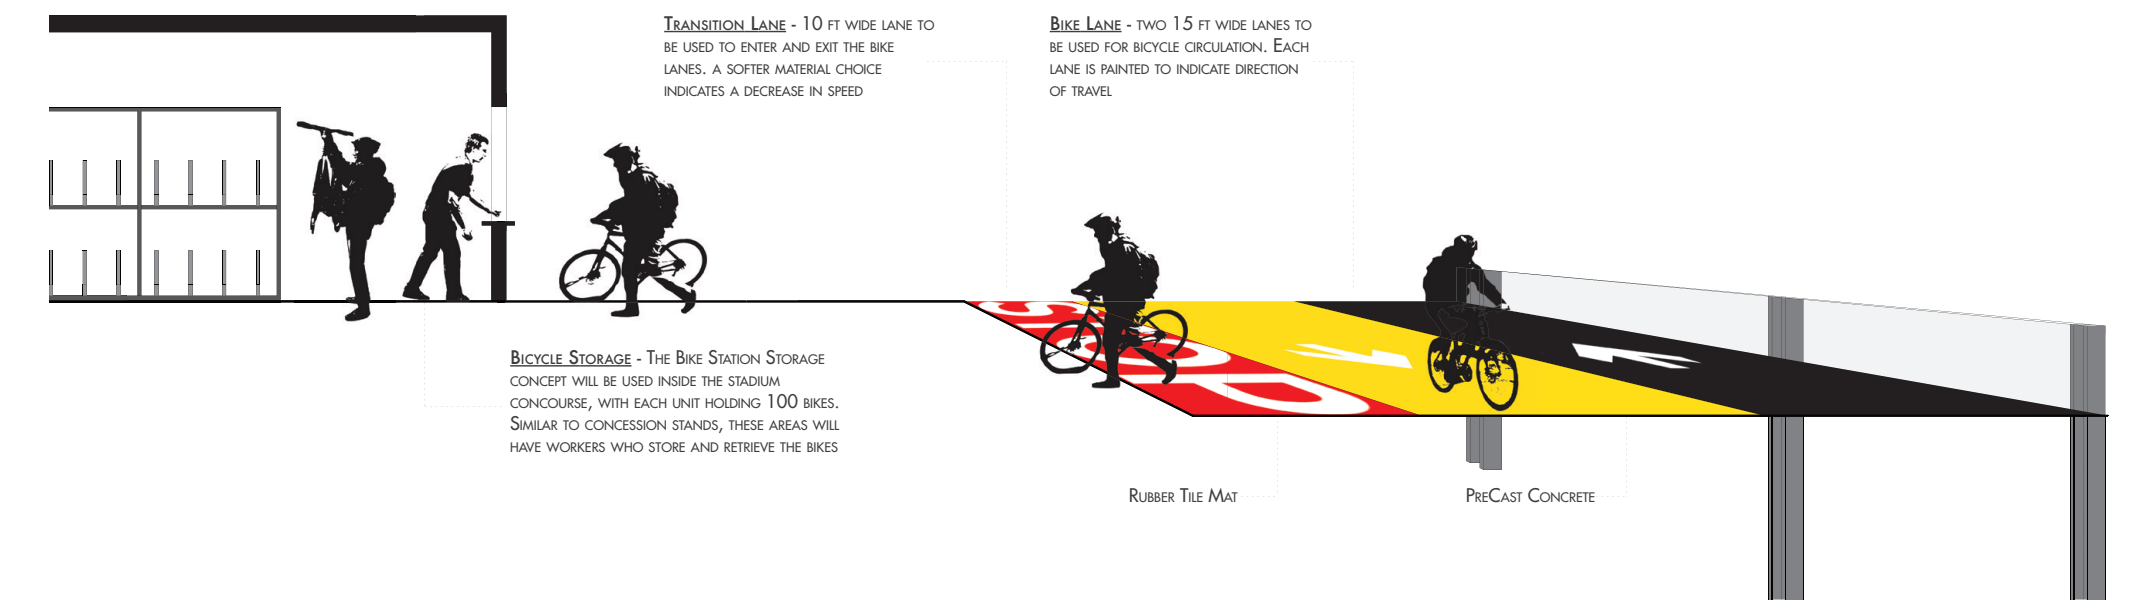 Transition Lane - 10 ft wide lane to
be used to enter and exit the bike
lanes. a softer material choice
indicates a decrease in speed
Bike Lane - two 15 ft wide lanes to
be used for bicycle circulation. Each
lane is painted to indicate direction
of travel
STOP
Bicycle Storage - The Bike Station Storage
concept will be used inside the stadium
concourse, with each unit holding 100 bikes.
Similar to concession stands, these areas will
have workers who store and retrieve the bikes
Rubber Tile Mat
PreCast Concrete